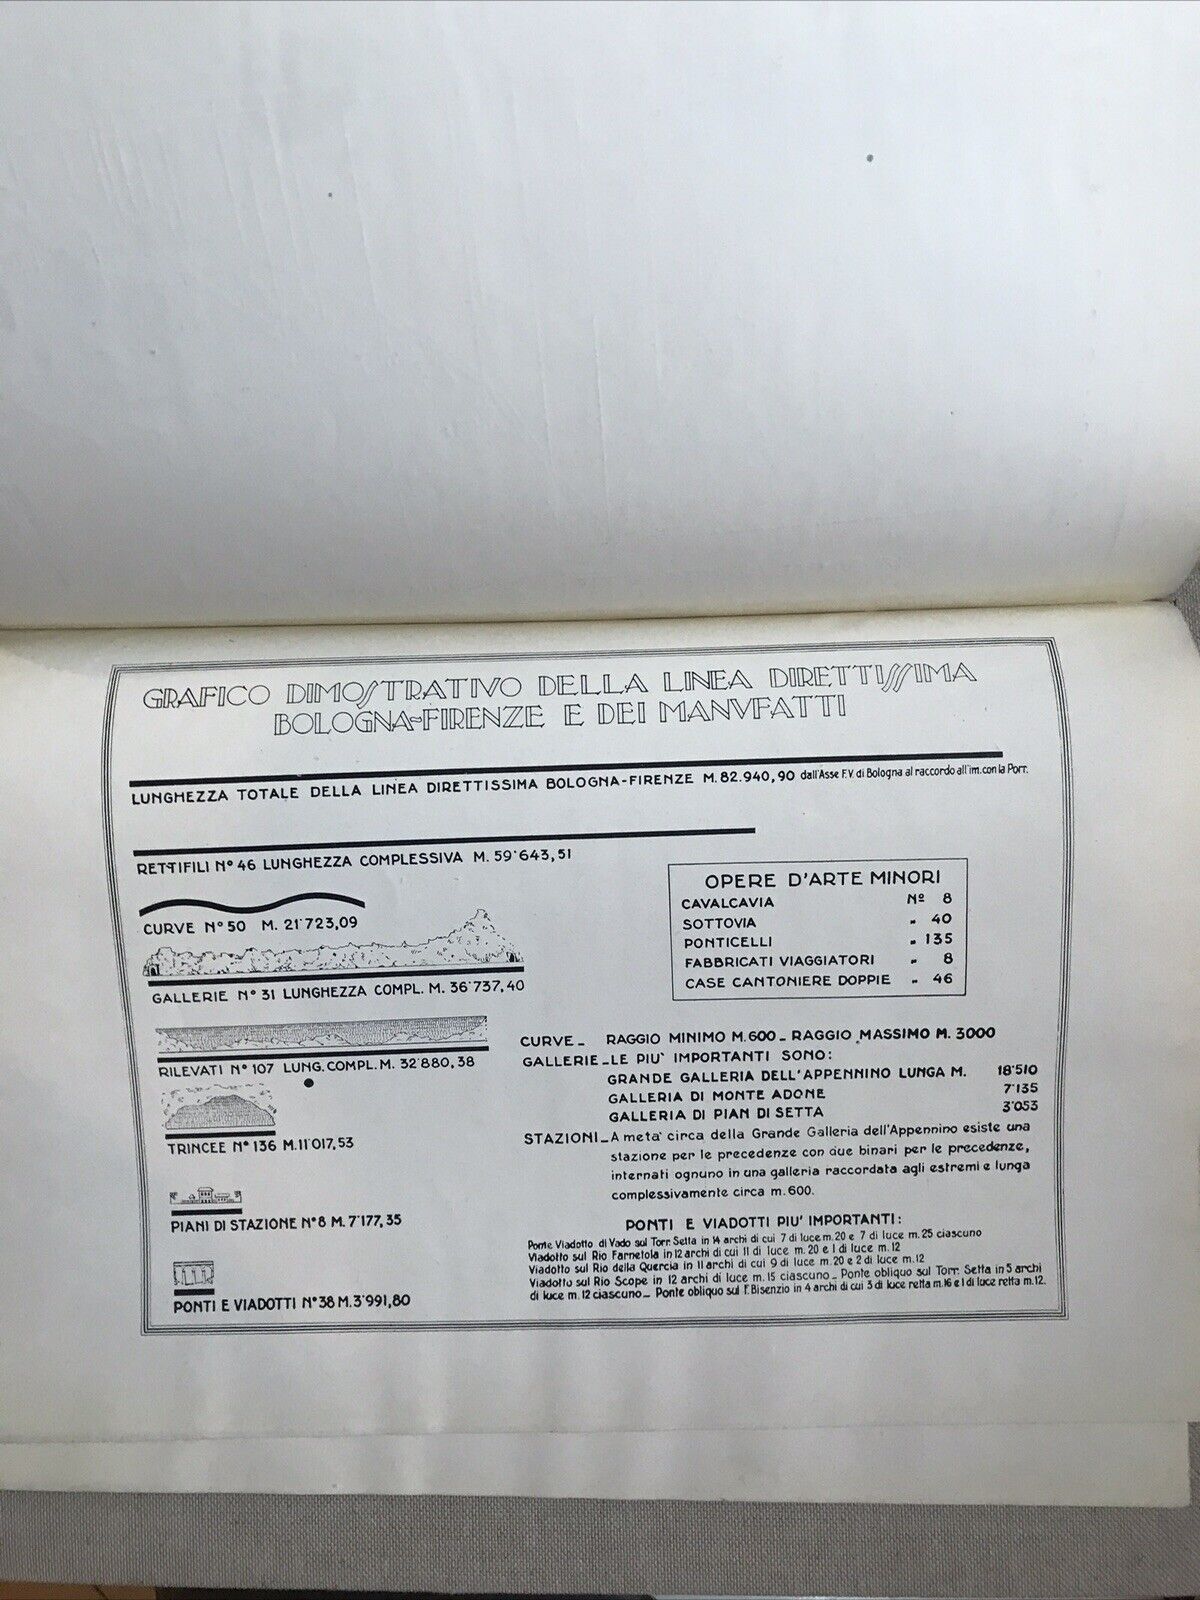 GRAFICO DIMOSTRATIVO DELLA LINEA DIRETTISSIMA
BOLOGNA-FIRENZE E DEI MANVFATTI
LUNGHEZZA TOTALE DELLA LINEA DIRETTISSIMA BOLOGNA-FIRENZE M. 82.940,90 dall'Asse F.V. di Bologna al raccordo all'im. con la Porr.
RETTIFILI N° 46 LUNGHEZZA COMPLESSIVA M. 59'643,51
CURVE N° 50 M. 21'723,09
GALLERIE N° 31 LUNGHEZZA COMPL. M. 36'737,40
RILEVATI N° 107 LUNG. COMPL. M. 32'880,38
TRINCEE N° 136 M. 11'017,53
PIANI DI STAZIONE N° 8 M. 7'177,35
PONTI E VIADOTTI N° 38 M. 3'991,80
OPERE D'ARTE MINORI
CAVALCAVIA Nº 8
SOTTOVIA " 40
PONTICELLI " 135
FABBRICATI VIAGGIATORI " 8
CASE CANTONIERE DOPPIE " 46
CURVE_ RAGGIO MINIMO M. 600_ RAGGIO MASSIMO M. 3000
GALLERIE_LE PIU' IMPORTANTI SONO:
GRANDE GALLERIA DELL'APPENNINO LUNGA M. 18'510
GALLERIA DI MONTE ADONE 7'135
GALLERIA DI PIAN DI SETTA 3'053
STAZIONI_A meta' circa della Grande Galleria dell'Appennino esiste una
stazione per le precedenze con due binari per le precedenze,
internati ognuno in una galleria raccordata agli estremi e lunga
complessivamente circa m. 600.
PONTI E VIADOTTI PIU' IMPORTANTI:
Ponte Viadotto di Vado sul Torr. Setta in 14 archi di cui 7 di luce m. 20 e 7 di luce m. 25 ciascuno
Viadotto sul Rio Farnetola in 12 archi di cui 11 di luce m. 20 e 1 di luce m. 12
Viadotto sul Rio della Quercia in 11 archi di cui 9 di luce m. 20 e 2 di luce m. 12
Viadotto sul Rio Scope in 12 archi di luce m. 15 ciascuno_ Ponte obliquo sul Torr. Setta in 5 archi
di luce m. 12 ciascuno_ Ponte obliquo sul T. Bisenzio in 4 archi di cui 3 di luce retta m. 16 e 1 di luce retta m. 12.